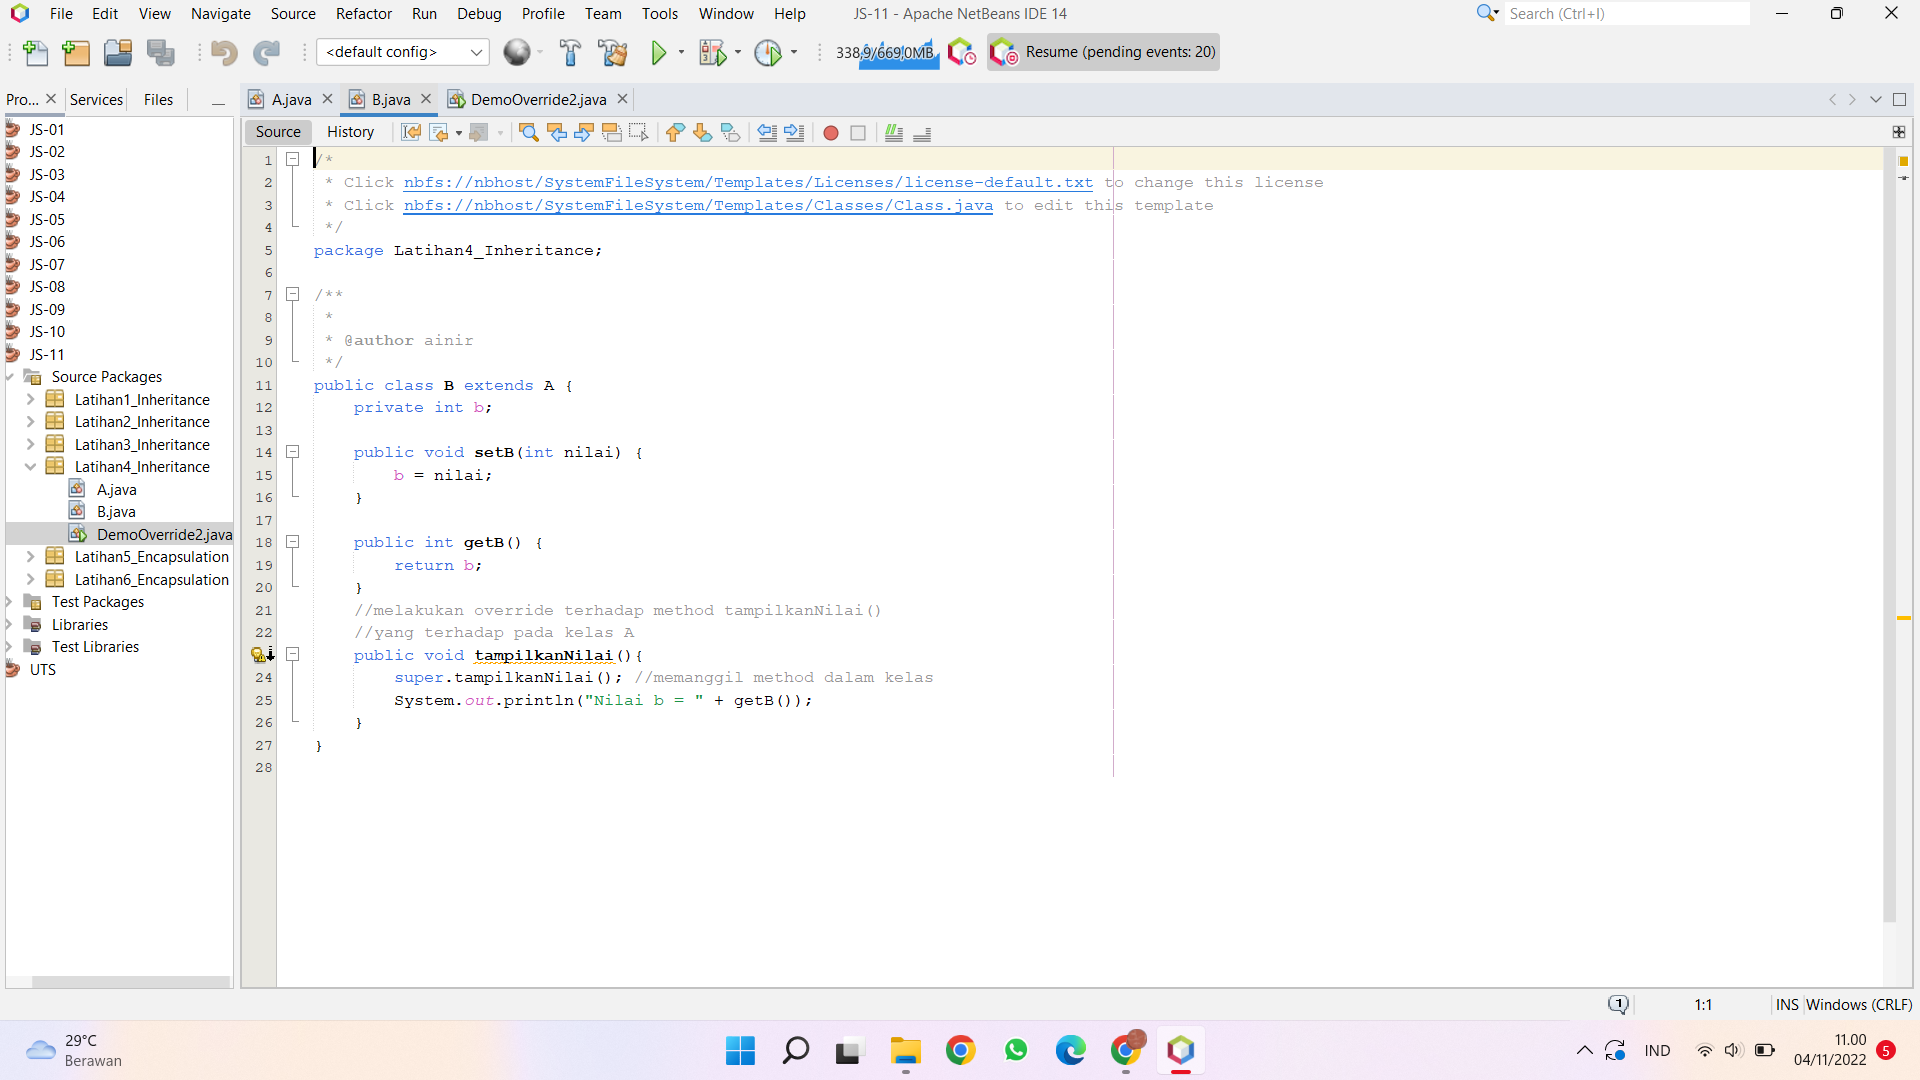 File Edit View Navigate Source Refactor Run Debug Profile Team Tools Window Help JS-11 - Apache NetBeans IDE 14 Search (Ctrl+I)
<default config> 338,9/669,0MB Resume (pending events: 20)
Pro... Services Files A.java B.java DemoOverride2.java
Source History
JS-01
JS-02
JS-03
JS-04
JS-05
JS-06
JS-07
JS-08
JS-09
JS-10
JS-11
Source Packages
Latihan1_Inheritance
Latihan2_Inheritance
Latihan3_Inheritance
Latihan4_Inheritance
A.java
B.java
DemoOverride2.java
Latihan5_Encapsulation
Latihan6_Encapsulation
Test Packages
Libraries
Test Libraries
UTS
1 /*
2 * Click nbfs://nbhost/SystemFileSystem/Templates/Licenses/license-default.txt to change this license
3 * Click nbfs://nbhost/SystemFileSystem/Templates/Classes/Class.java to edit this template
4 */
5 package Latihan4_Inheritance;
6
7 /**
8 *
9 * @author ainir
10 */
11 public class B extends A {
12 private int b;
13
14 public void setB(int nilai) {
15 b = nilai;
16 }
17
18 public int getB() {
19 return b;
20 }
21 //melakukan override terhadap method tampilkanNilai()
22 //yang terhadap pada kelas A
public void tampilkanNilai(){
24 super.tampilkanNilai(); //memanggil method dalam kelas
25 System.out.println("Nilai b = " + getB());
26 }
27 }
28
1 1:1 INS Windows (CRLF)
29°C
Berawan
IND
11.00
04/11/2022
5